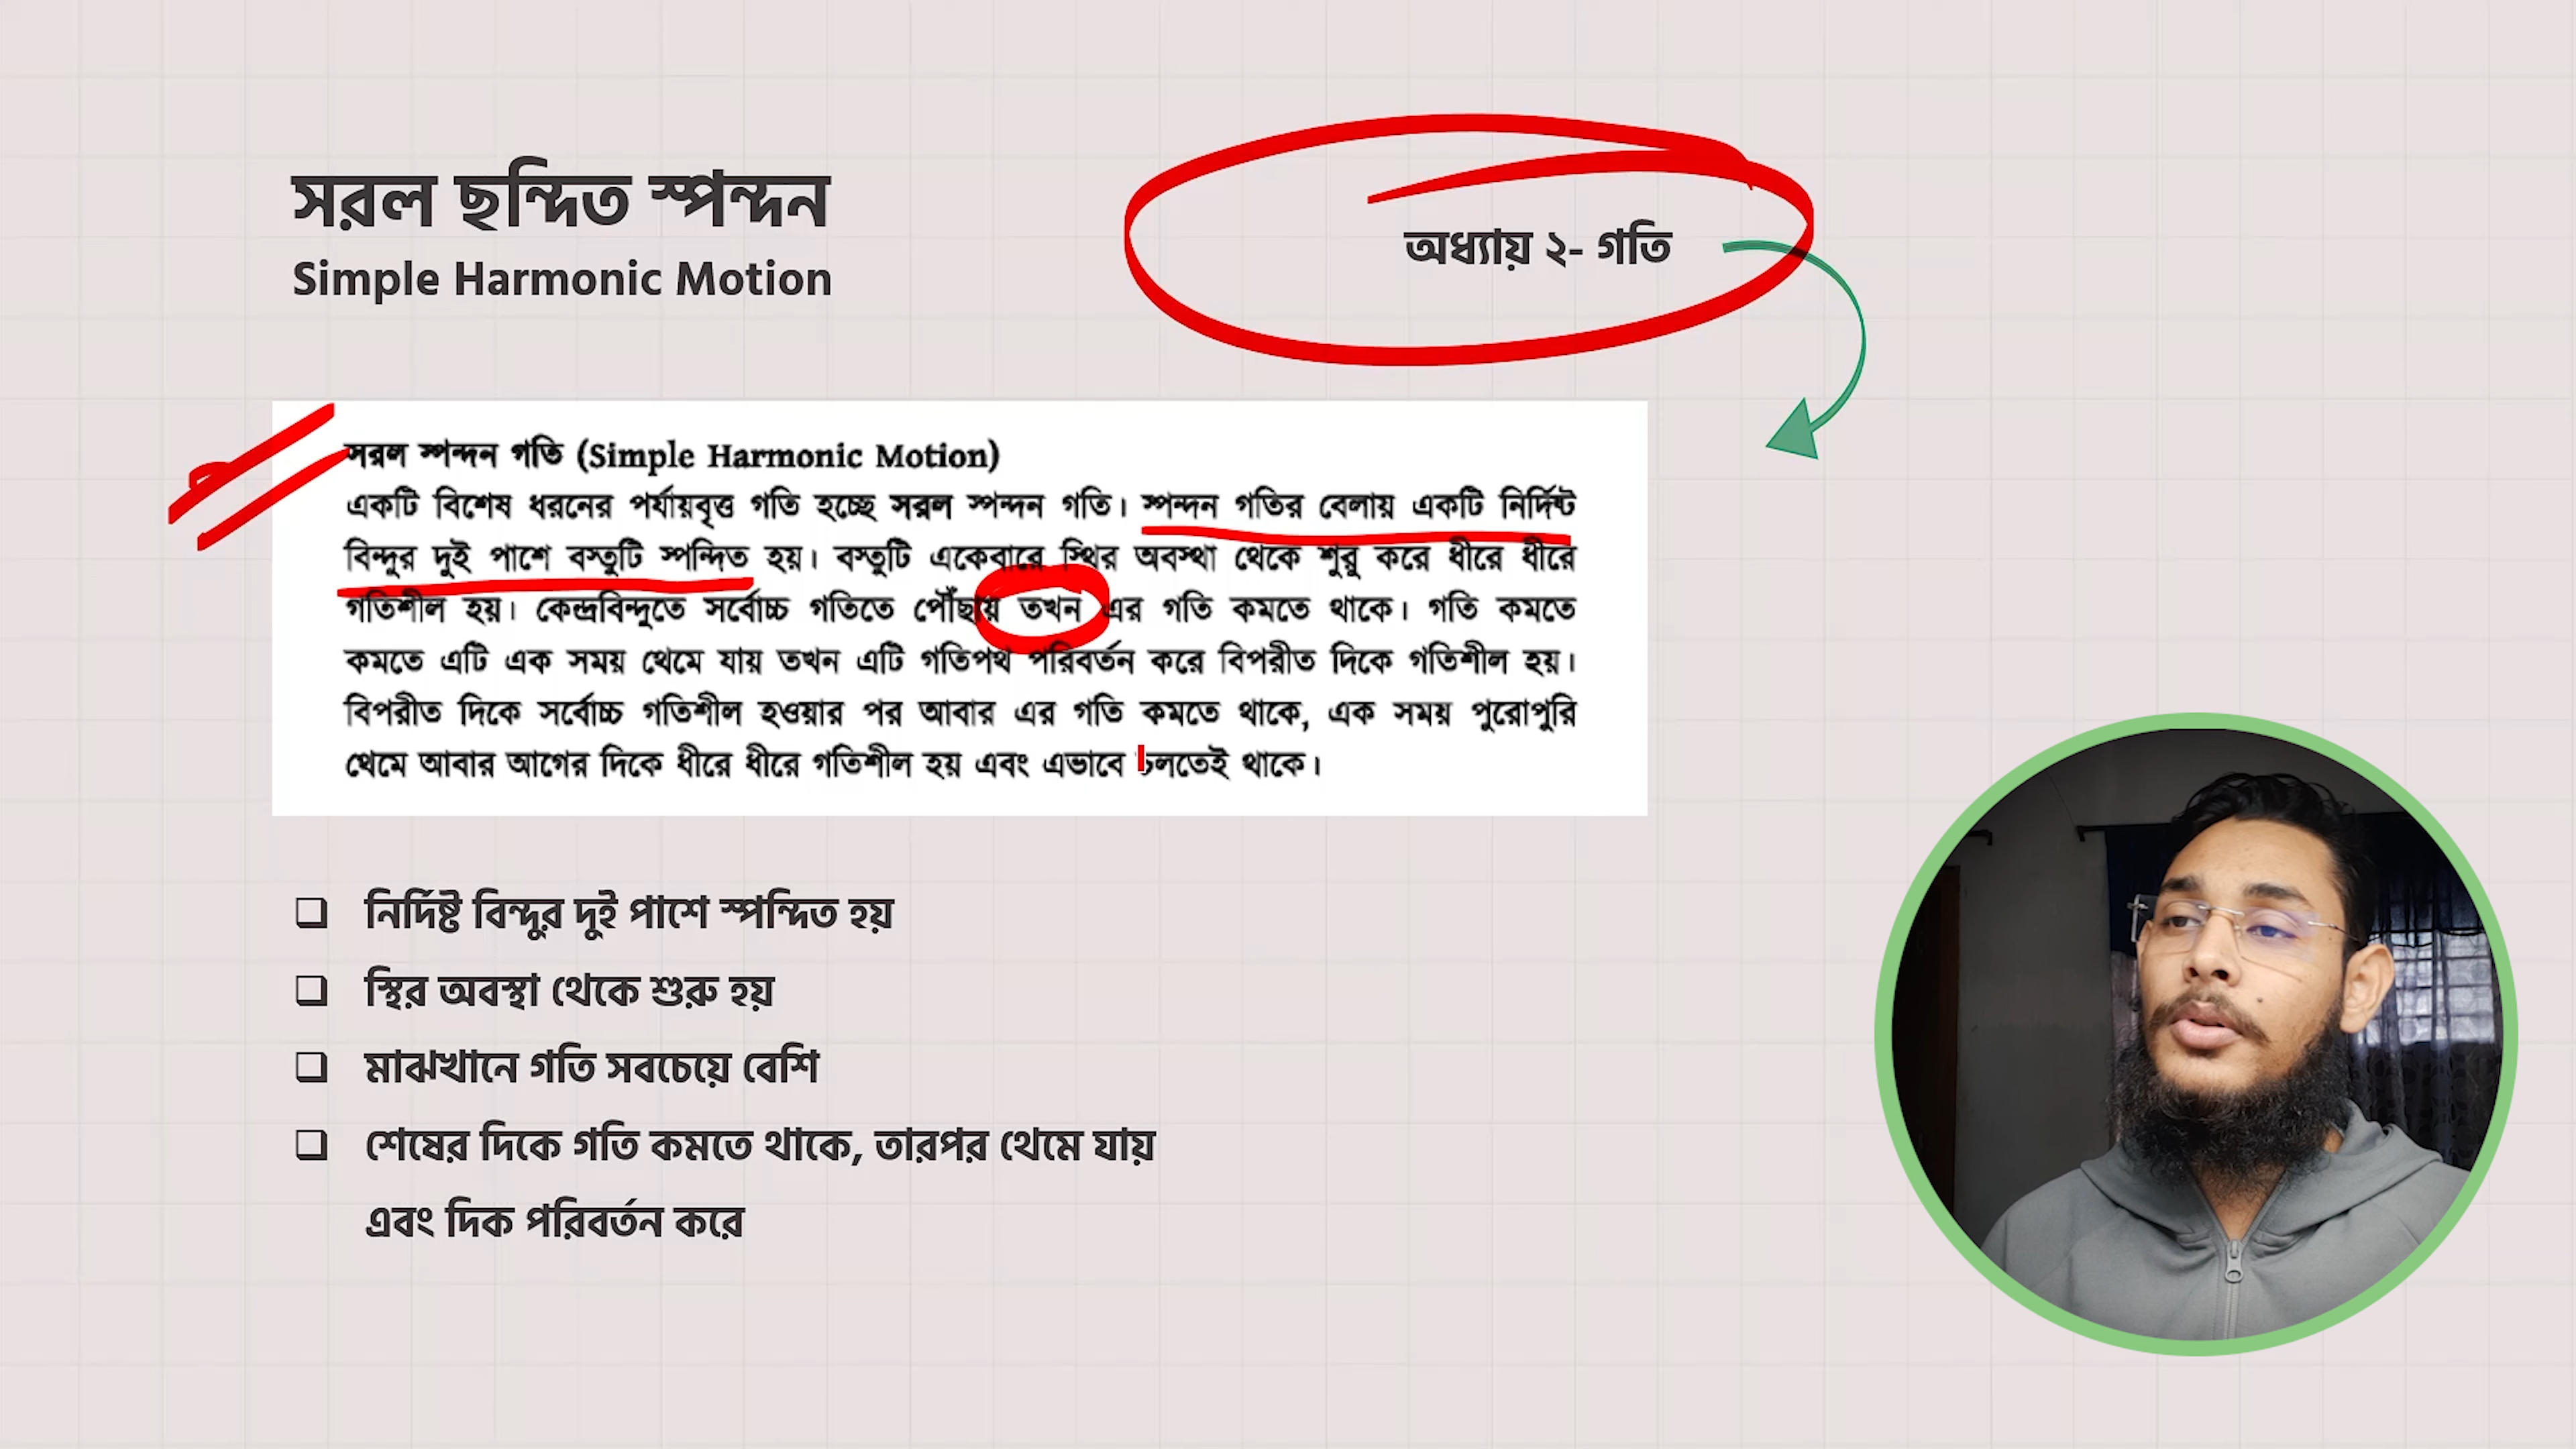 সরল ছন্দিত স্পন্দন
Simple Harmonic Motion
অধ্যায় ২- গতি
সরল স্পন্দন গতি (Simple Harmonic Motion)
একটি বিশেষ ধরনের পর্যায়বৃত্ত গতি হচ্ছে সরল স্পন্দন গতি। স্পন্দন গতির বেলায় একটি নির্দিষ্ট
বিন্দুর দুই পাশে বস্তুটি স্পন্দিত হয়। বস্তুটি একেবারে স্থির অবস্থা থেকে শুরু করে ধীরে ধীরে
গতিশীল হয়। কেন্দ্রবিন্দুতে সর্বোচ্চ গতিতে পৌঁছায় তখন এর গতি কমতে থাকে। গতি কমতে
কমতে এটি এক সময় থেমে যায় তখন এটি গতিপথ পরিবর্তন করে বিপরীত দিকে গতিশীল হয়।
বিপরীত দিকে সর্বোচ্চ গতিশীল হওয়ার পর আবার এর গতি কমতে থাকে, এক সময় পুরোপুরি
থেমে আবার আগের দিকে ধীরে ধীরে গতিশীল হয় এবং এভাবে চলতেই থাকে।
নির্দিষ্ট বিন্দুর দুই পাশে স্পন্দিত হয়
স্থির অবস্থা থেকে শুরু হয়
মাঝখানে গতি সবচেয়ে বেশি
শেষের দিকে গতি কমতে থাকে, তারপর থেমে যায়
এবং দিক পরিবর্তন করে